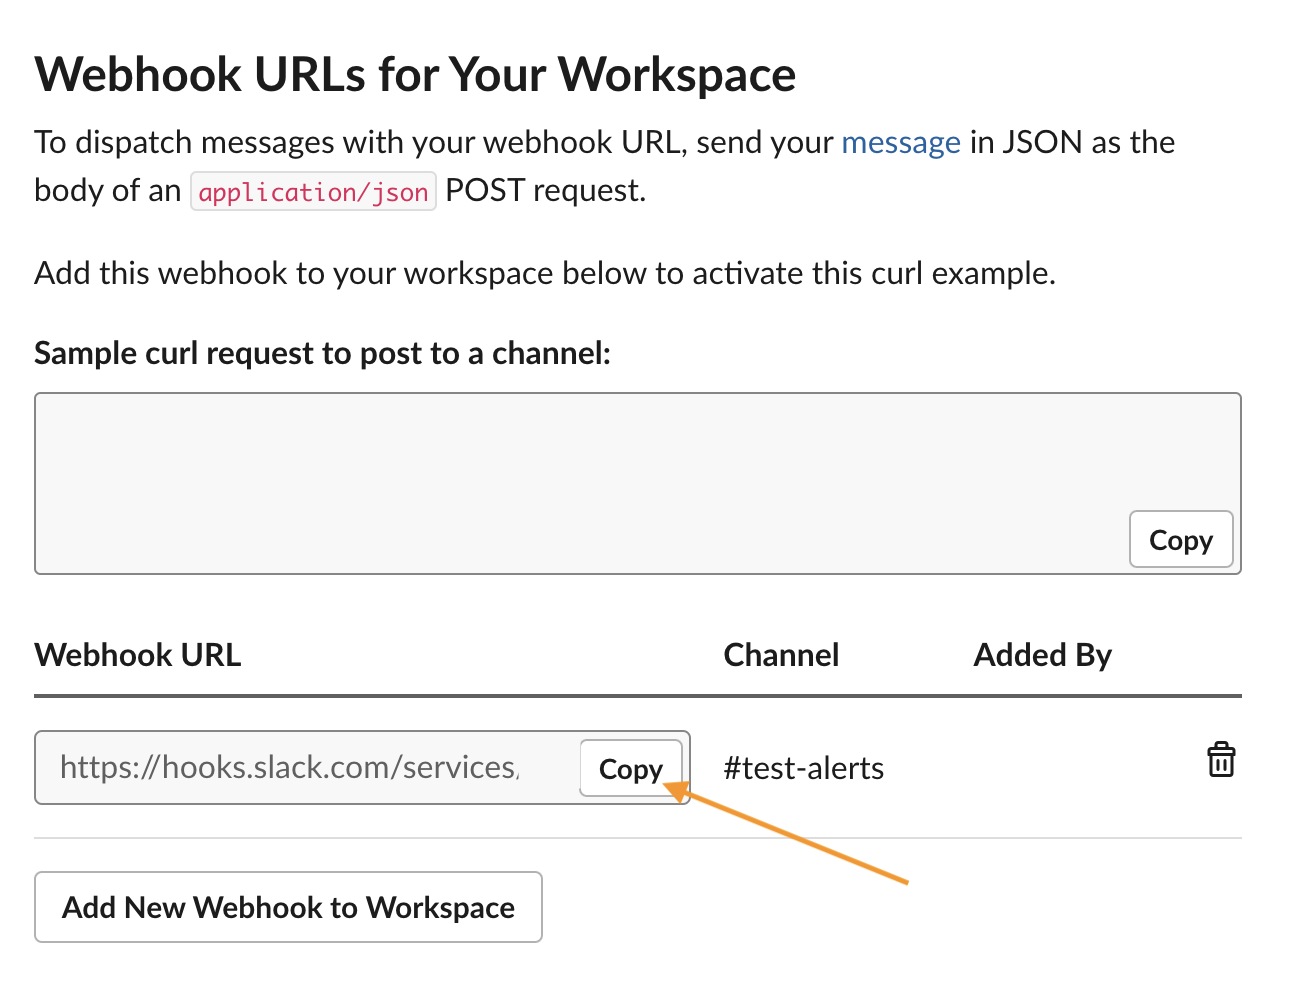 Webhook URLs for Your Workspace
To dispatch messages with your webhook URL, send your message in JSON as the
body of an application/json POST request.
Add this webhook to your workspace below to activate this curl example.
Sample curl request to post to a channel:
Copy
Webhook URL Channel Added By
https://hooks.slack.com/services/ Copy #test-alerts
Add New Webhook to Workspace